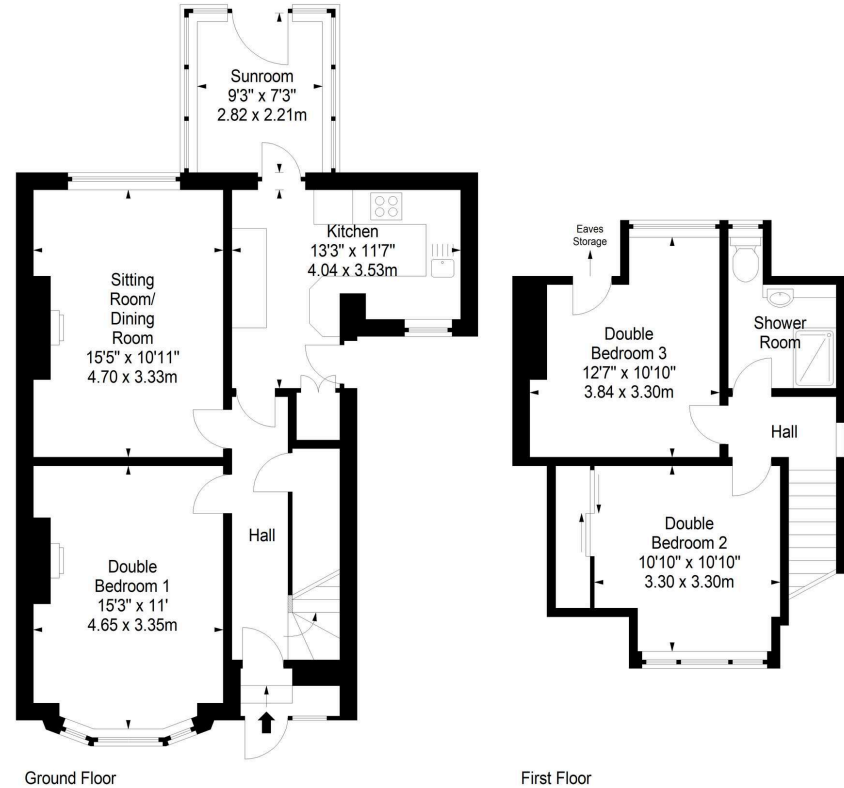 Sunroom
9'3" x 7'3"
2.82 x 2.21m
Kitchen
13'3" x 11'7"
4.04 x 3.53m
Sitting
Room/
Dining
Room
15'5" x 10'11"
4.70 x 3.33m
Double
Bedroom 1
15'3" x 11'
4.65 x 3.35m
Hall
Ground Floor
Eaves
Storage
Double
Bedroom 3
12'7" x 10'10"
3.84 x 3.30m
Shower
Room
Hall
Double
Bedroom 2
10'10" x 10'10"
3.30 x 3.30m
First Floor